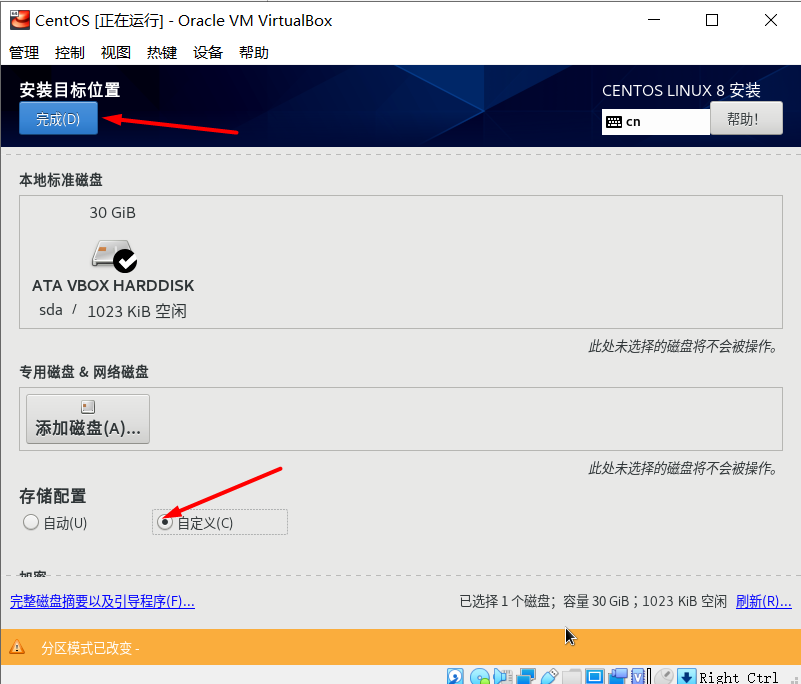 CentOS [正在运行] - Oracle VM VirtualBox
管理 控制 视图 热键 设备 帮助
安装目标位置
CENTOS LINUX 8 安装
完成(D)
cn
帮助!
本地标准磁盘
30 GiB
ATA VBOX HARDDISK
sda / 1023 KiB 空闲
此处未选择的磁盘将不会被操作。
专用磁盘 & 网络磁盘
添加磁盘(A)...
此处未选择的磁盘将不会被操作。
存储配置
自动(U)
自定义(C)
完整磁盘摘要以及引导程序(F)...
已选择 1 个磁盘；容量 30 GiB；1023 KiB 空闲
刷新(R)...
分区模式已改变 -
Right Ctrl